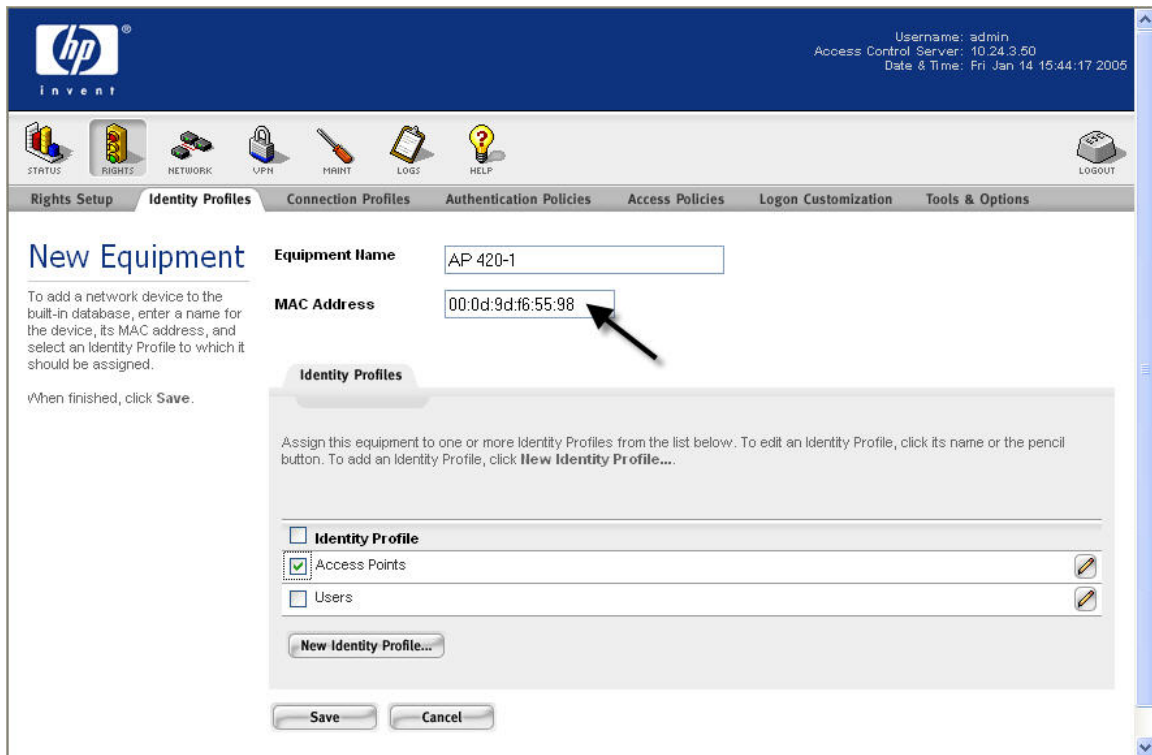 hp®
invent
Username: admin
Access Control Server: 10.24.3.50
Date & Time: Fri Jan 14 15:44:17 2005
STATUS RIGHTS NETWORK VPN MAINT LOGS HELP LOGOUT
Rights Setup Identity Profiles Connection Profiles Authentication Policies Access Policies Logon Customization Tools & Options
New Equipment
To add a network device to the
built-in database, enter a name for
the device, its MAC address, and
select an Identity Profile to which it
should be assigned.
When finished, click Save.
Equipment Name AP 420-1
MAC Address 00:0d:9d:f6:55:98
Identity Profiles
Assign this equipment to one or more Identity Profiles from the list below. To edit an Identity Profile, click its name or the pencil
button. To add an Identity Profile, click New Identity Profile....
Identity Profile
Access Points
Users
New Identity Profile...
Save Cancel